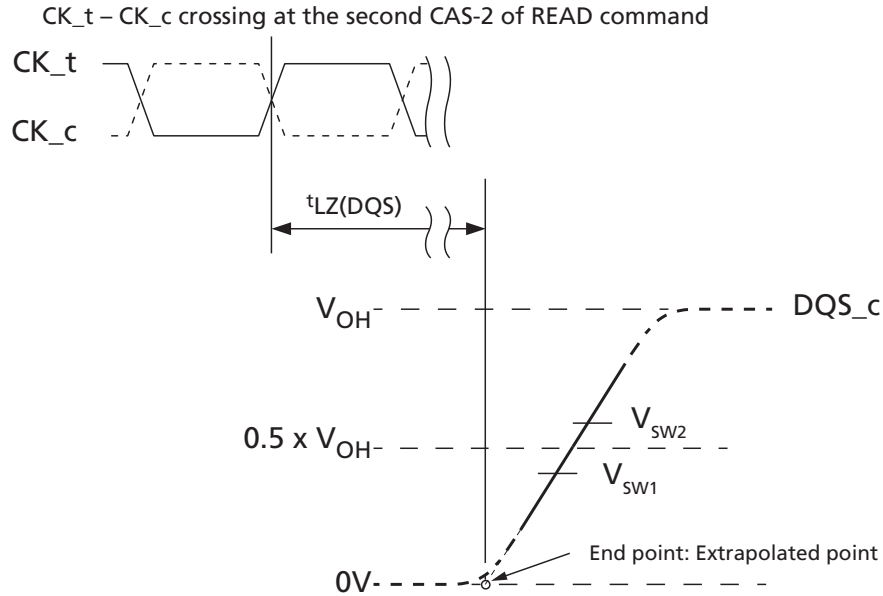 CK_t – CK_c crossing at the second CAS-2 of READ command
CK_t
CK_c
tLZ(DQS)
VOH
DQS_c
VSW2
0.5 x VOH
VSW1
End point: Extrapolated point
0V